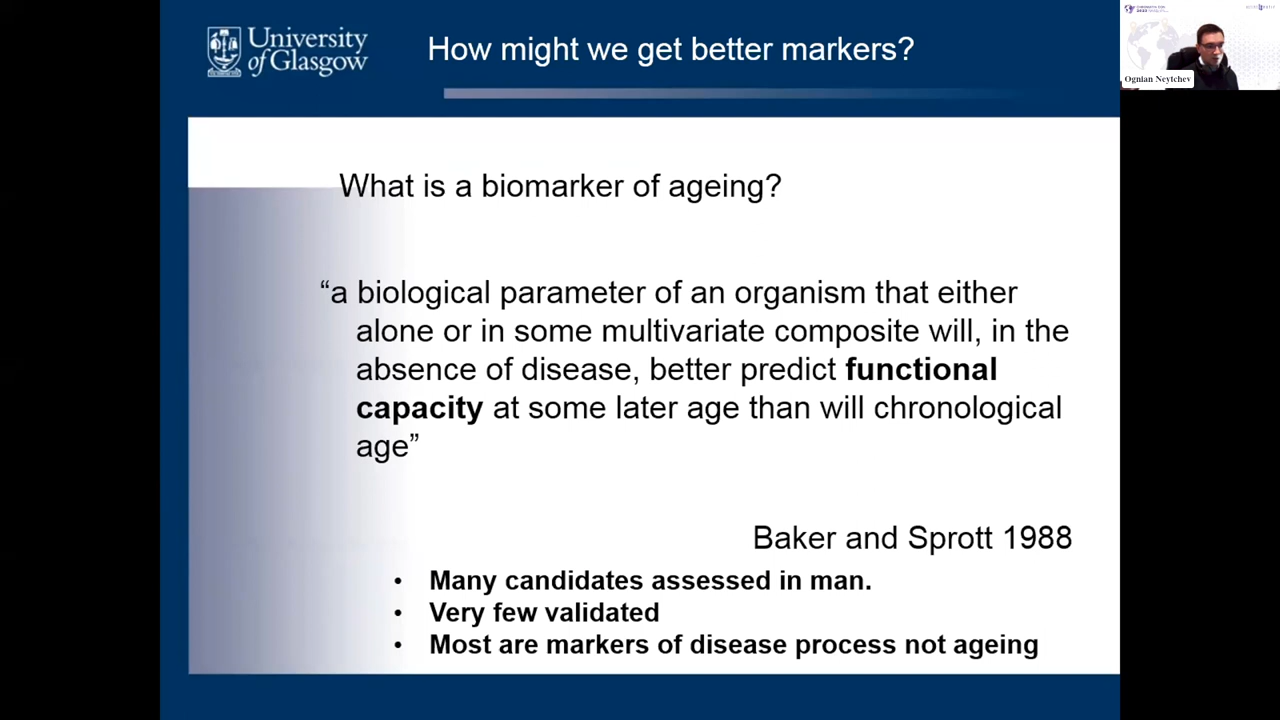 University
of Glasgow
How might we get better markers?
Ognian Neytchev
What is a biomarker of ageing?
“a biological parameter of an organism that either
alone or in some multivariate composite will, in the
absence of disease, better predict functional
capacity at some later age than will chronological
age”
Baker and Sprott 1988
• Many candidates assessed in man.
• Very few validated
• Most are markers of disease process not ageing